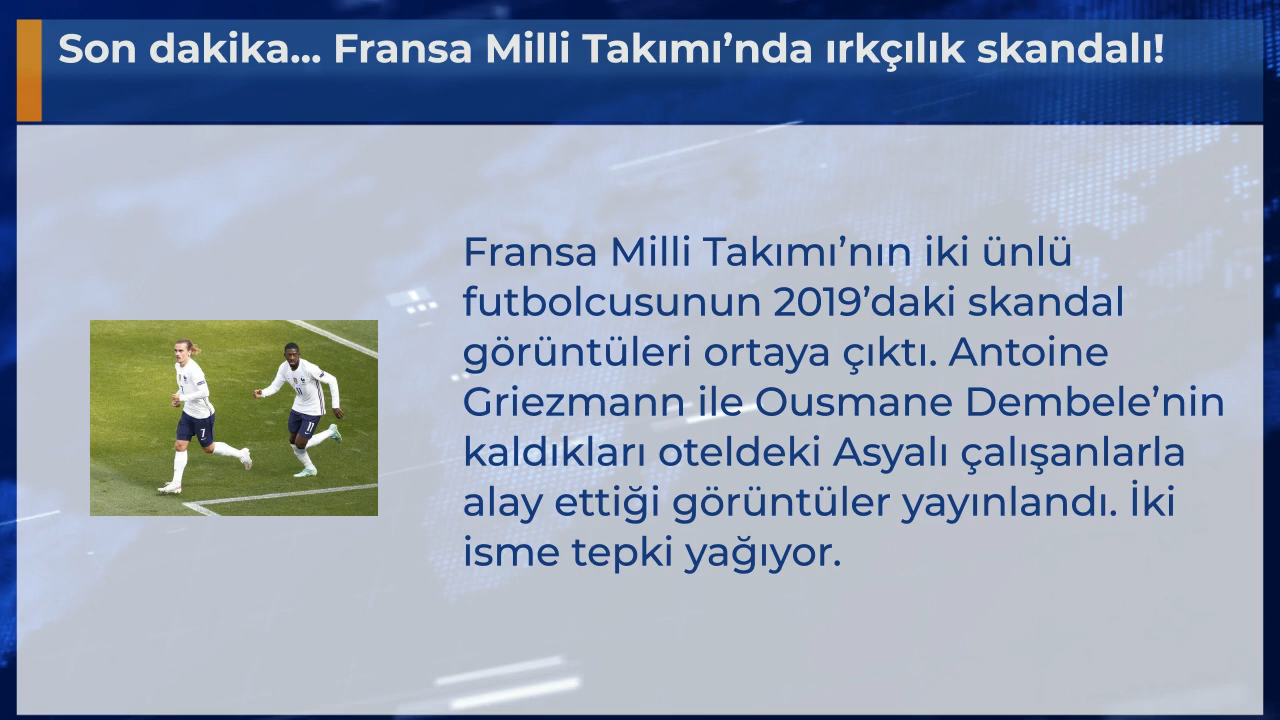 Son dakika... Fransa Milli Takımı’nda ırkçılık skandalı!
Fransa Milli Takımı’nın iki ünlü
futbolcusunun 2019’daki skandal
görüntüleri ortaya çıktı. Antoine
Griezmann ile Ousmane Dembele’nin
kaldıkları oteldeki Asyalı çalışanlarla
alay ettiği görüntüler yayınlandı. İki
isme tepki yağıyor.
7
11